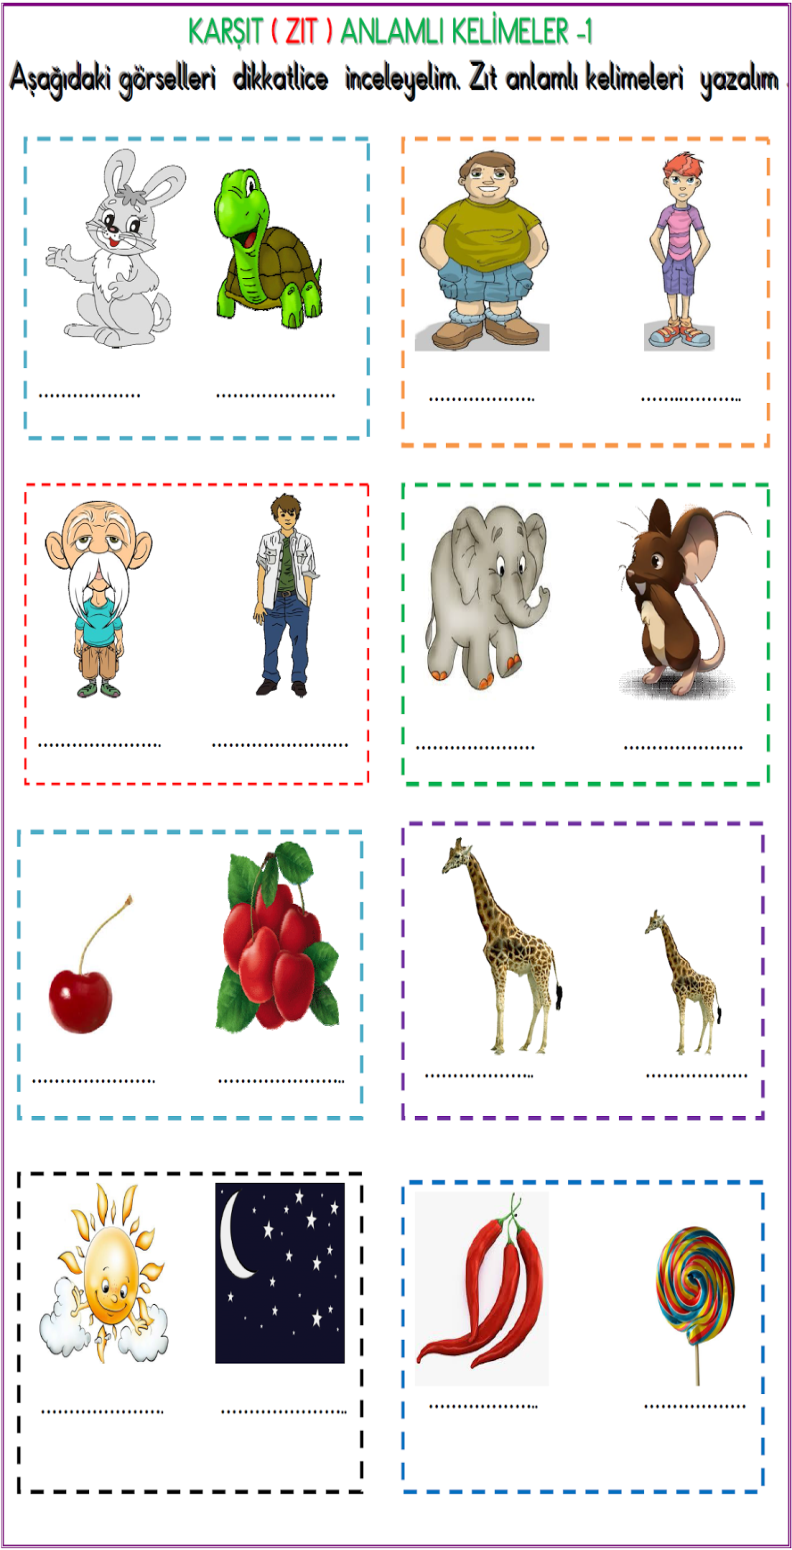 KARŞIT ( ZIT ) ANLAMLI KELİMELER -1
Aşağıdaki görselleri dikkatlice inceleyelim. Zıt anlamlı kelimeleri yazalım .